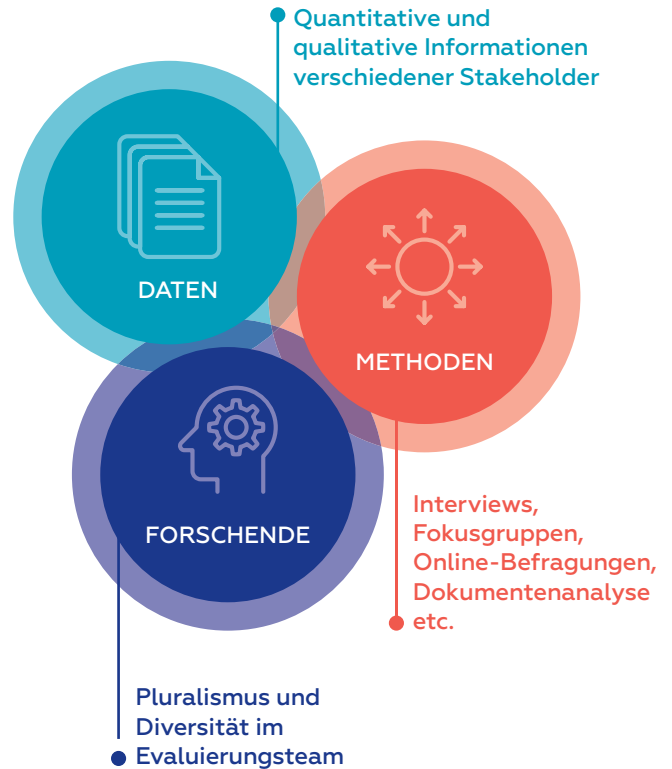 Quantitative und
qualitative Informationen
verschiedener Stakeholder
DATEN
METHODEN
FORSCHENDE
Interviews,
Fokusgruppen,
Online-Befragungen,
Dokumentenanalyse
etc.
Pluralismus und
Diversität im
Evaluierungsteam